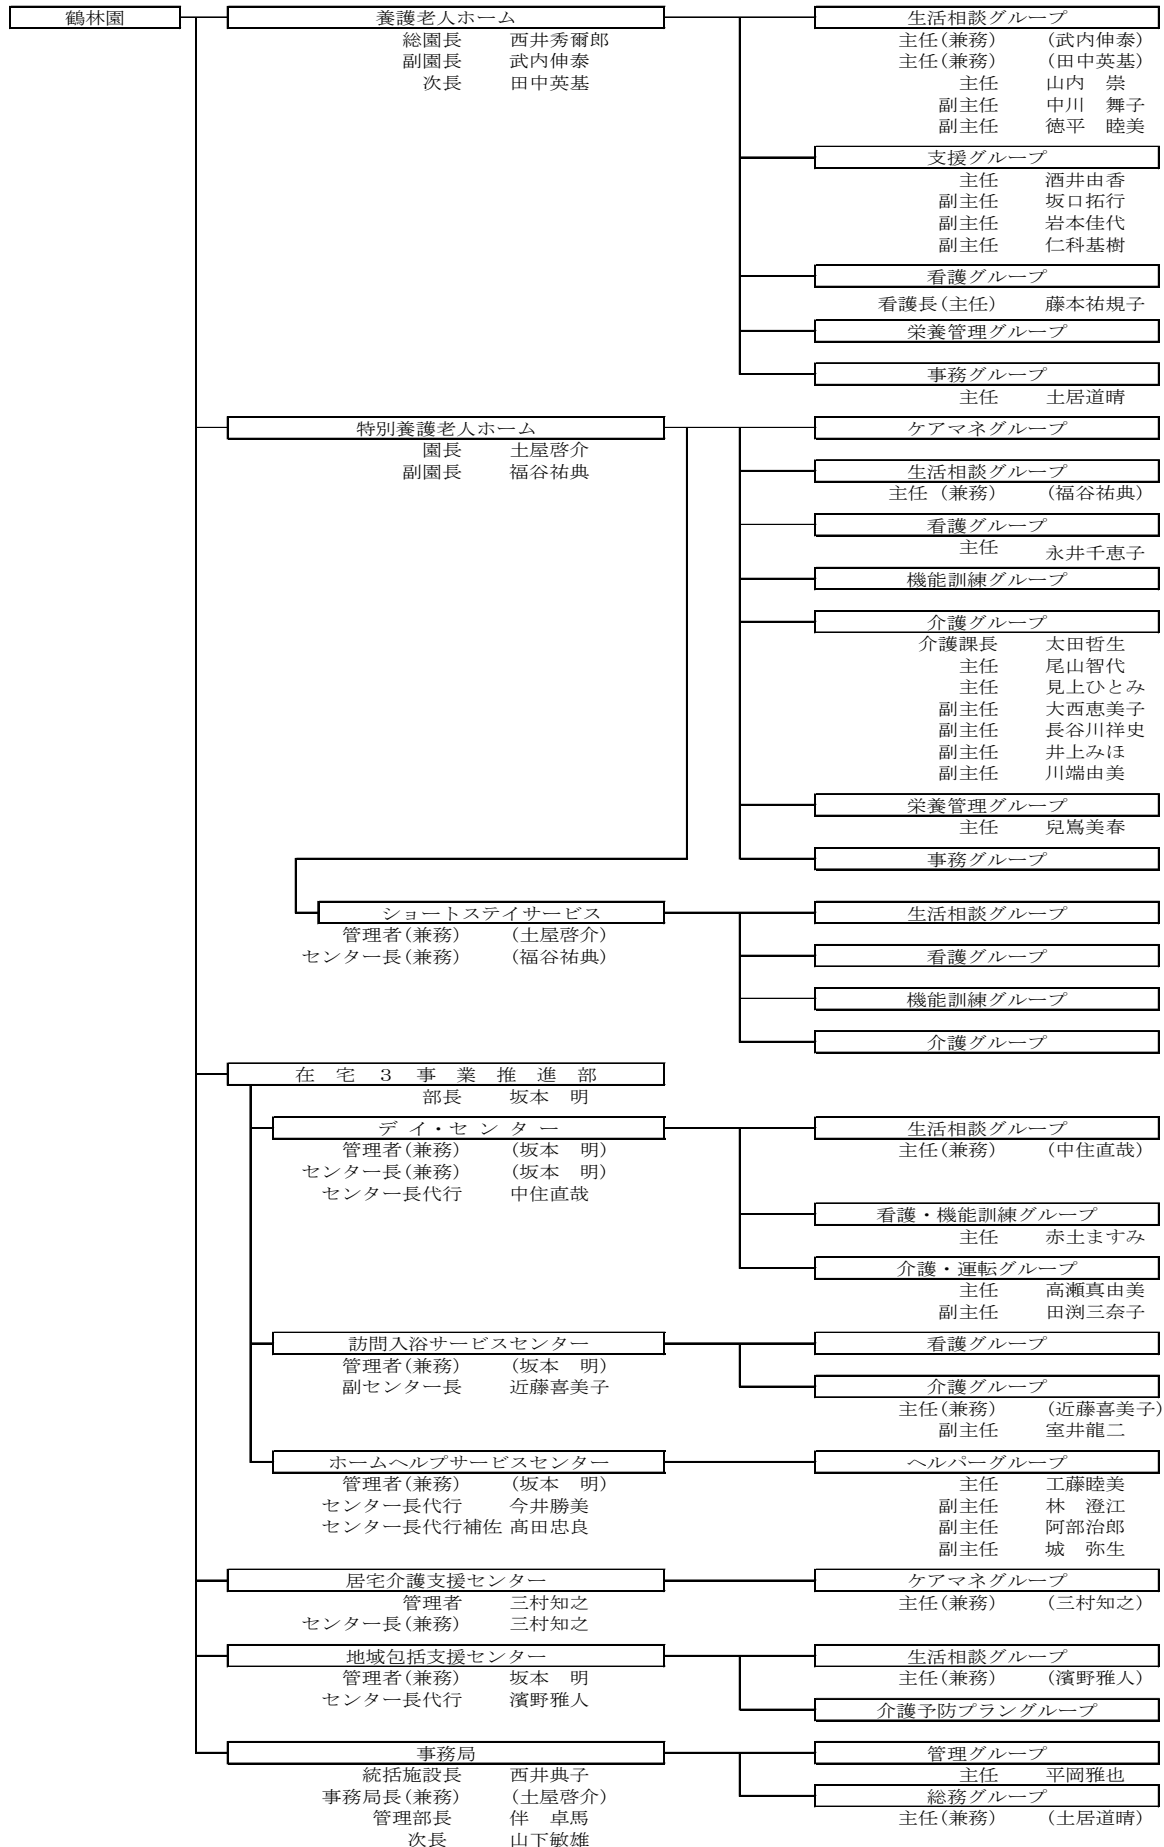 鶴林園
養護老人ホーム
総園長 西井秀爾郎
副園長 武内伸泰
次長 田中英基
生活相談グループ
主任(兼務) (武内伸泰)
主任(兼務) (田中英基)
主任 山内 崇
副主任 中川 舞子
副主任 徳平 睦美
支援グループ
主任 酒井由香
副主任 坂口拓行
副主任 岩本佳代
副主任 仁科基樹
看護グループ
看護長(主任) 藤本祐規子
栄養管理グループ
事務グループ
主任 土居道晴
特別養護老人ホーム
園長 土屋啓介
副園長 福谷祐典
ケアマネグループ
生活相談グループ
主任（兼務） (福谷祐典)
看護グループ
主任 永井千恵子
機能訓練グループ
介護グループ
介護課長 太田哲生
主任 尾山智代
主任 見上ひとみ
副主任 大西恵美子
副主任 長谷川祥史
副主任 井上みほ
副主任 川端由美
栄養管理グループ
主任 兒嶌美春
事務グループ
ショートステイサービス
管理者(兼務) (土屋啓介)
センター長(兼務) (福谷祐典)
生活相談グループ
看護グループ
機能訓練グループ
介護グループ
在宅３事業推進部
部長 坂本 明
デイ・センター
管理者(兼務) (坂本 明)
センター長(兼務) (坂本 明)
センター長代行 中住直哉
生活相談グループ
主任(兼務) (中住直哉)
看護・機能訓練グループ
主任 赤土ますみ
介護・運転グループ
主任 高瀬真由美
副主任 田渕三奈子
訪問入浴サービスセンター
管理者(兼務) (坂本 明)
副センター長 近藤喜美子
看護グループ
介護グループ
主任(兼務) (近藤喜美子)
副主任 室井龍二
ホームヘルプサービスセンター
管理者(兼務) (坂本 明)
センター長代行 今井勝美
センター長代行補佐 髙田忠良
ヘルパーグループ
主任 工藤睦美
副主任 林 澄江
副主任 阿部治郎
副主任 城 弥生
居宅介護支援センター
管理者 三村知之
センター長(兼務) 三村知之
ケアマネグループ
主任(兼務) (三村知之)
地域包括支援センター
管理者(兼務) 坂本 明
センター長代行 濱野雅人
生活相談グループ
主任(兼務) (濱野雅人)
介護予防プラングループ
事務局
統括施設長 西井典子
事務局長(兼務) (土屋啓介)
管理部長 伴 卓馬
次長 山下敏雄
管理グループ
主任 平岡雅也
総務グループ
主任(兼務) (土居道晴)